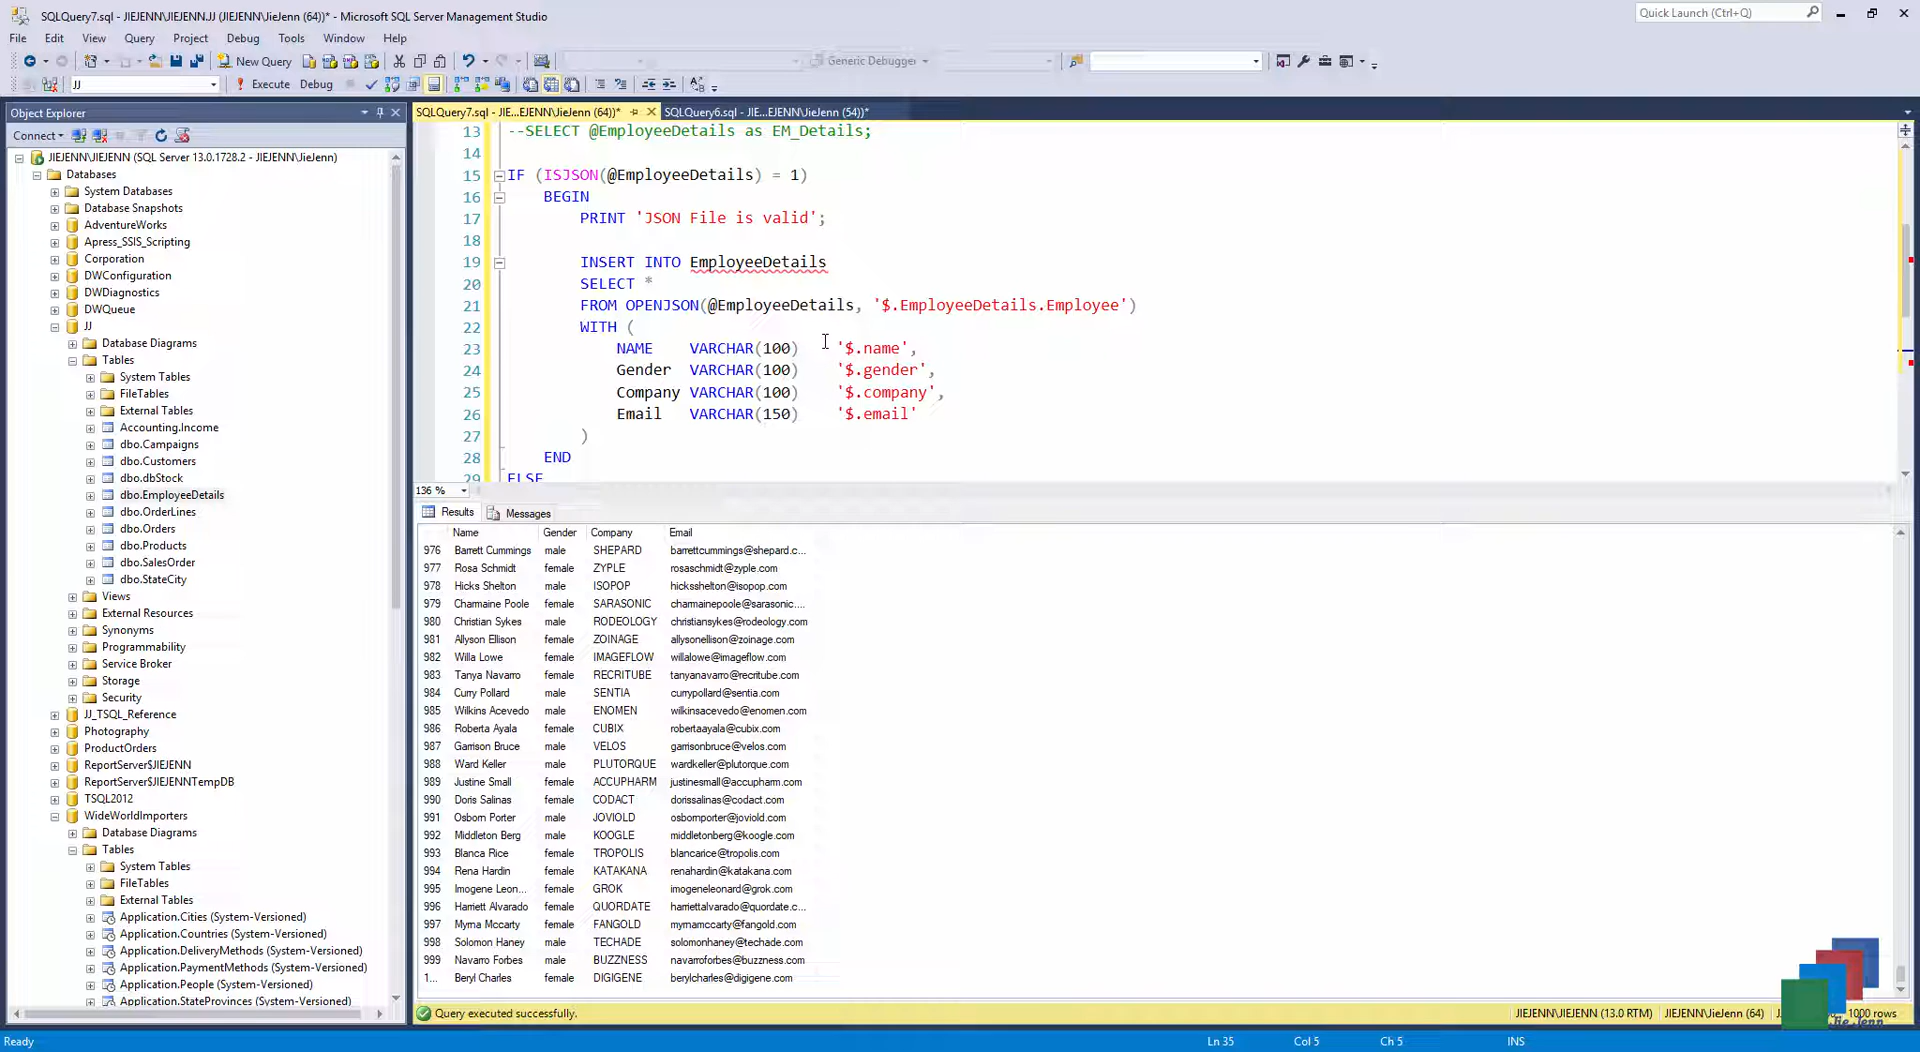 SQLQuery7.sql - JIEJENN\JIEJENN.JJ (JIEJENN\JieJenn (64))* - Microsoft SQL Server Management Studio
Quick Launch (Ctrl+Q)
File Edit View Query Project Debug Tools Window Help
New Query Generic Debugger
JJ Execute Debug
Object Explorer
SQLQuery7.sql - JIE...EJENN\JieJenn (64))* SQLQuery6.sql - JIE...EJENN\JieJenn (54))*
Connect
JIEJENN\JIEJENN (SQL Server 13.0.1728.2 - JIEJENN\JieJenn)
Databases
System Databases
Database Snapshots
AdventureWorks
Apress_SSIS_Scripting
Corporation
DWConfiguration
DWDiagnostics
DWQueue
JJ
Database Diagrams
Tables
System Tables
FileTables
External Tables
Accounting.Income
dbo.Campaigns
dbo.Customers
dbo.dbStock
dbo.EmployeeDetails
dbo.OrderLines
dbo.Orders
dbo.Products
dbo.SalesOrder
dbo.StateCity
Views
External Resources
Synonyms
Programmability
Service Broker
Storage
Security
JJ_TSQL_Reference
Photography
ProductOrders
ReportServer$JIEJENN
ReportServer$JIEJENNTempDB
TSQL2012
WideWorldImporters
Database Diagrams
Tables
System Tables
FileTables
External Tables
Application.Cities (System-Versioned)
Application.Countries (System-Versioned)
Application.DeliveryMethods (System-Versioned)
Application.PaymentMethods (System-Versioned)
Application.People (System-Versioned)
Application.StateProvinces (System-Versioned)
13 --SELECT @EmployeeDetails as EM_Details;
14
15 IF (ISJSON(@EmployeeDetails) = 1)
16 BEGIN
17 PRINT 'JSON File is valid';
18
19 INSERT INTO EmployeeDetails
20 SELECT *
21 FROM OPENJSON(@EmployeeDetails, '$.EmployeeDetails.Employee')
22 WITH (
23 NAME VARCHAR(100) '$.name',
24 Gender VARCHAR(100) '$.gender',
25 Company VARCHAR(100) '$.company',
26 Email VARCHAR(150) '$.email'
27 )
28 END
29 ELSE
136 %
Results Messages
Name Gender Company Email
976 Barrett Cummings male SHEPARD barrettcummings@shepard.c...
977 Rosa Schmidt female ZYPLE rosaschmidt@zyple.com
978 Hicks Shelton male ISOPOP hicksshelton@isopop.com
979 Charmaine Poole female SARASONIC charmainepoole@sarasonic....
980 Christian Sykes male RODEOLOGY christiansykes@rodeology.com
981 Allyson Ellison female ZOINAGE allysonellison@zoinage.com
982 Willa Lowe female IMAGEFLOW willalowe@imageflow.com
983 Tanya Navarro female RECRITUBE tanyanavarro@recritube.com
984 Curry Pollard male SENTIA currypollard@sentia.com
985 Wilkins Acevedo male ENOMEN wilkinsacevedo@enomen.com
986 Roberta Ayala female CUBIX robertaayala@cubix.com
987 Garrison Bruce male VELOS garrisonbruce@velos.com
988 Ward Keller male PLUTORQUE wardkeller@plutorque.com
989 Justine Small female ACCUPHARM justinesmall@accupharm.com
990 Doris Salinas female CODACT dorissalinas@codact.com
991 Osborn Porter male JOVIOLD osbornporter@joviold.com
992 Middleton Berg male KOOGLE middletonberg@koogle.com
993 Blanca Rice female TROPOLIS blancarice@tropolis.com
994 Rena Hardin female KATAKANA renahardin@katakana.com
995 Imogene Leon... female GROK imogeneleonard@grok.com
996 Harriett Alvarado female QUORDATE harriettalvarado@quordate.c...
997 Myrna Mccarty female FANGOLD myrnamccarty@fangold.com
998 Solomon Haney male TECHADE solomonhaney@techade.com
999 Navarro Forbes male BUZZNESS navarroforbes@buzzness.com
1... Beryl Charles female DIGIGENE berylcharles@digigene.com
Query executed successfully. JIEJENN\JIEJENN (13.0 RTM) JIEJENN\JieJenn (64) 1000 rows
Jie Jenn
Ready Ln 35 Col 5 Ch 5 INS